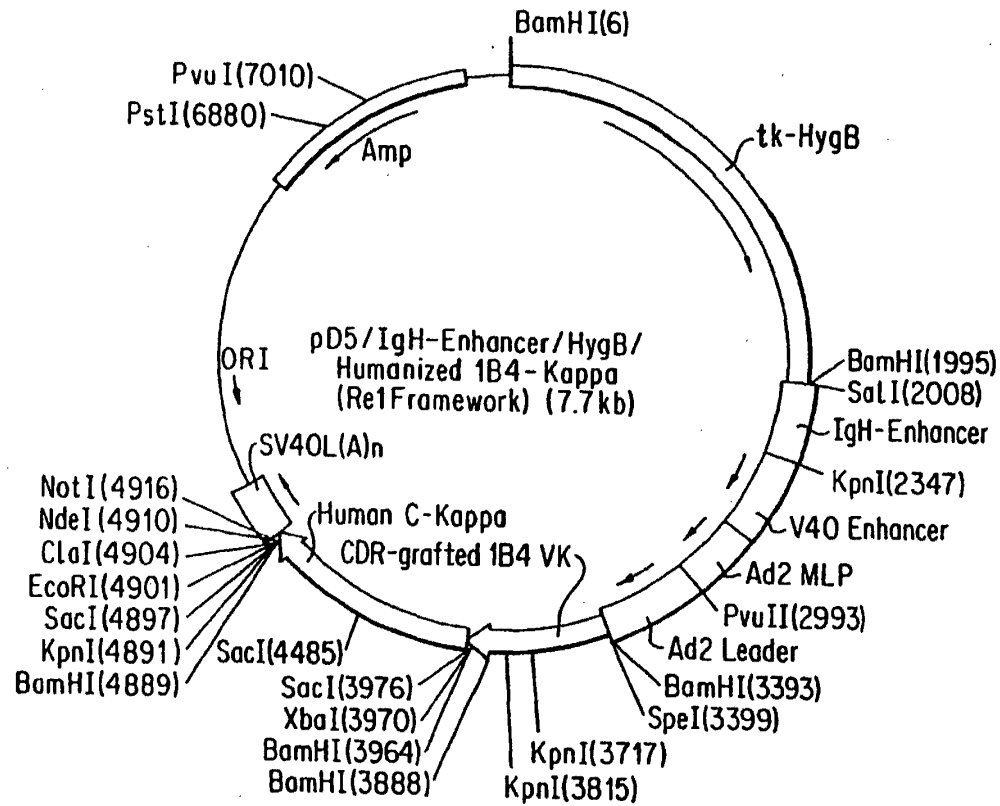 BamHI(6)
PvuI(7010)
PstI(6880)
Amp
tk-HygB
pD5/IgH-Enhancer/HygB/
Humanized 1B4-Kappa
(Re1Framework) (7.7kb)
ORI
BamHI(1995)
SalI(2008)
IgH-Enhancer
KpnI(2347)
V40 Enhancer
Ad2 MLP
PvuII(2993)
Ad2 Leader
BamHI(3393)
SpeI(3399)
SV40L(A)n
Human C-Kappa
CDR-grafted 1B4 VK
NotI(4916)
NdeI(4910)
ClaI(4904)
EcoRI(4901)
SacI(4897)
KpnI(4891)
BamHI(4889)
SacI(4485)
SacI(3976)
XbaI(3970)
BamHI(3964)
BamHI(3888)
KpnI(3717)
KpnI(3815)